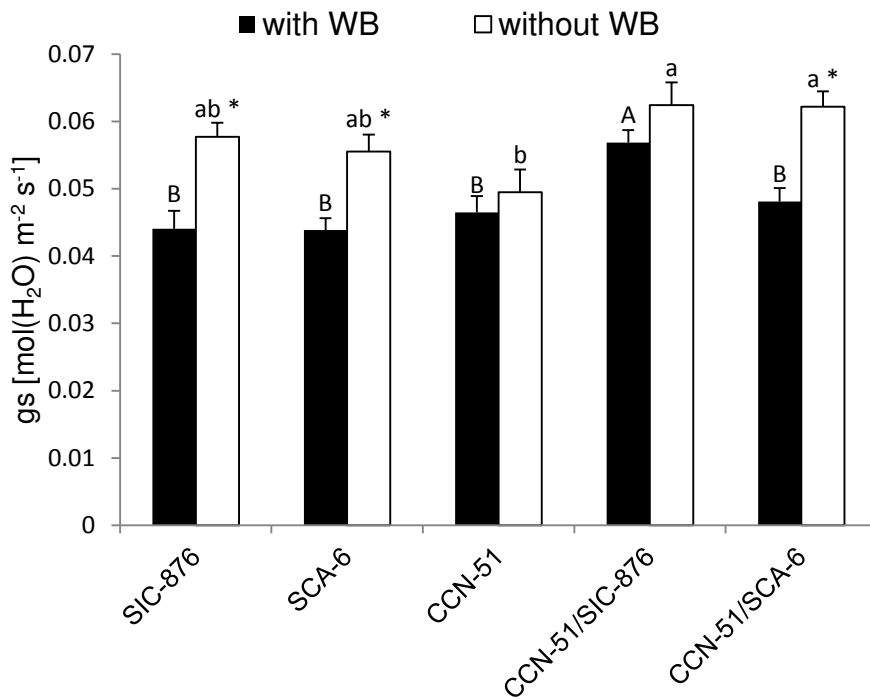 with WB without WB
gs [mol(H₂O) m⁻² s⁻¹]
0.07
0.06
0.05
0.04
0.03
0.02
0.01
0
B ab *
B ab *
B b
A a
B a *
SIC-876
SCA-6
CCN-51
CCN-51/SIC-876
CCN-51/SCA-6